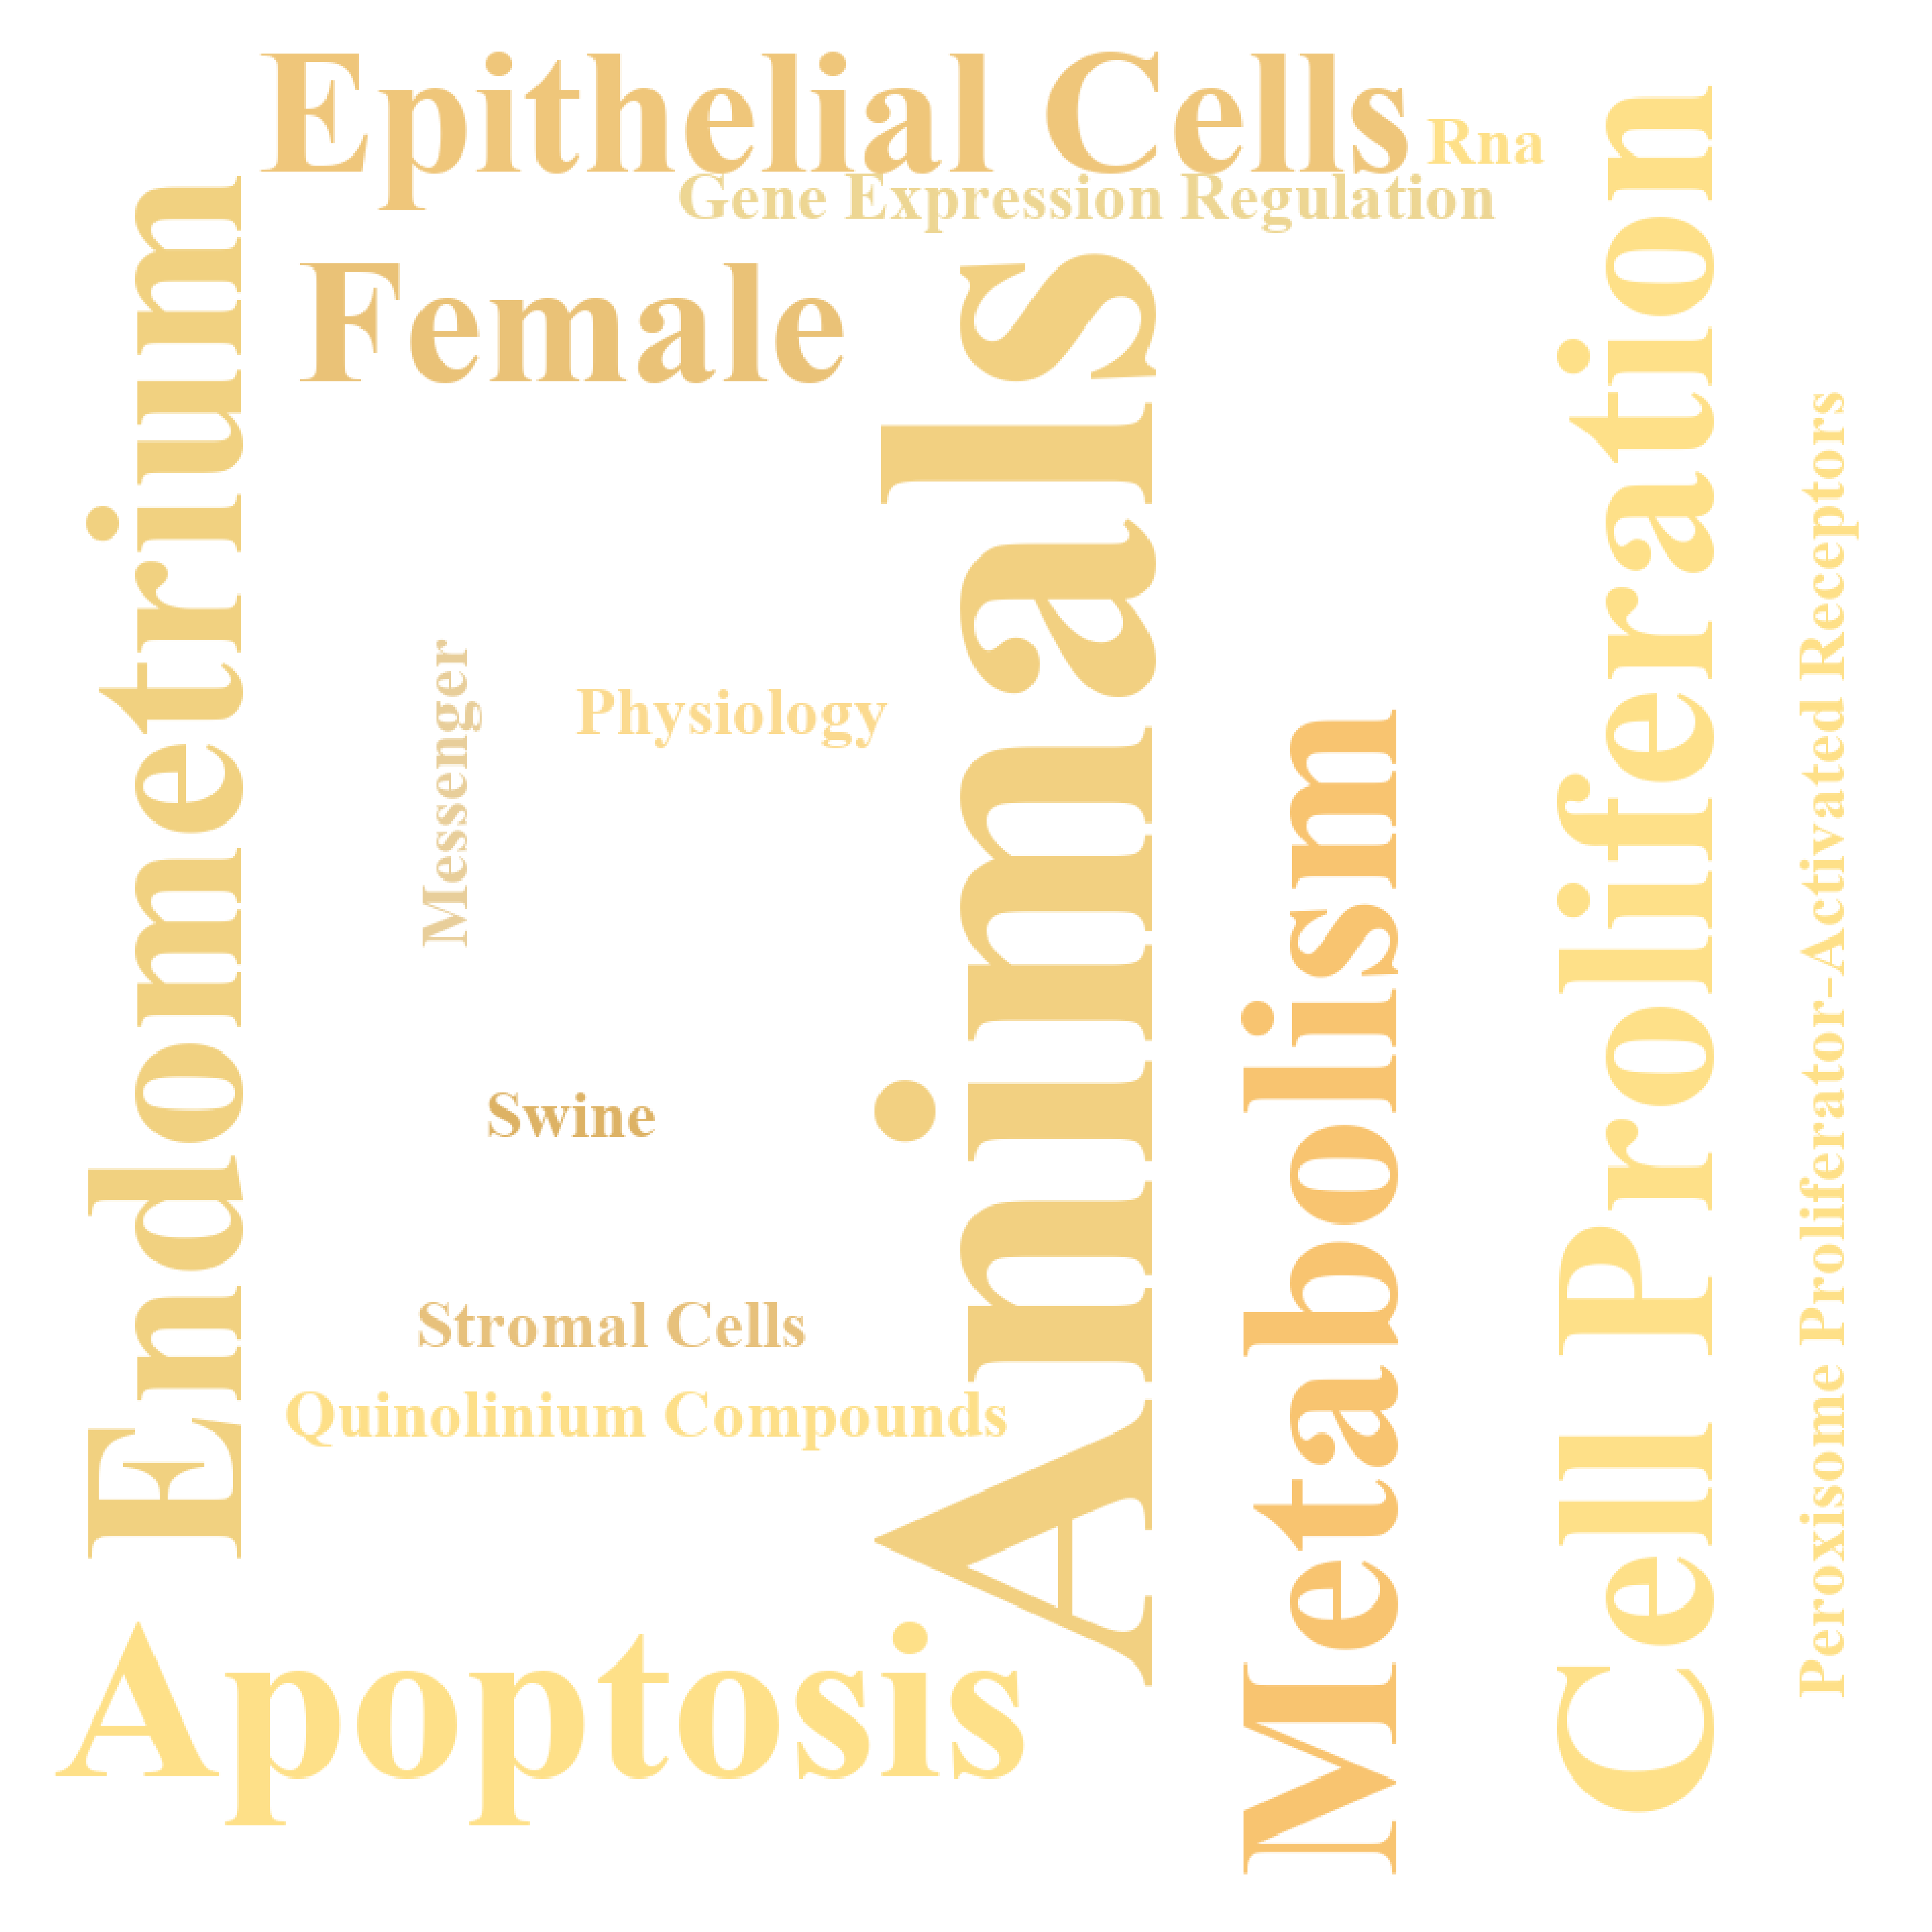 Epithelial Cells
Rna
Gene Expression Regulation
Female
Endometrium
Animals
Cell Proliferation
Peroxisome Proliferator-Activated Receptors
Messenger
Physiology
Metabolism
Swine
Stromal Cells
Quinolinium Compounds
Apoptosis